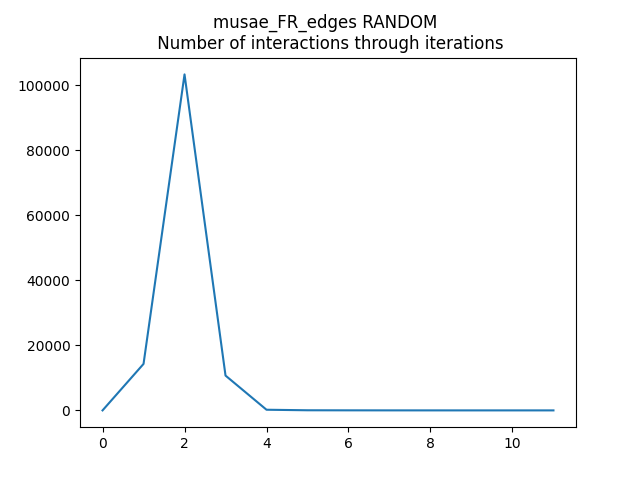 musae_FR_edges RANDOM
Number of interactions through iterations
100000
80000
60000
40000
20000
0
0 2 4 6 8 10